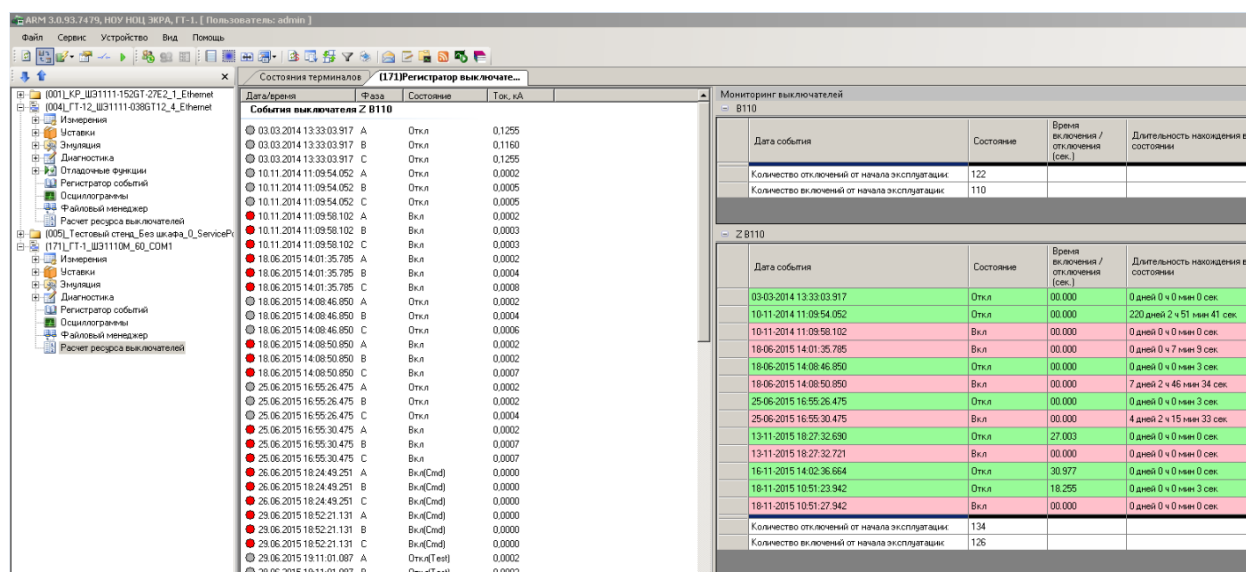 ARM 3.0.93.7479, НОУ НОЦ ЭКРА, ГТ-1. [ Пользователь: admin ]
Файл Сервис Устройство Вид Помощь
(001)_КР_ШЭ1111-152GT-27E2_1_Ethernet
(004)_ГТ-12_ШЭ1111-038GT12_4_Ethernet
Измерения
Уставки
Эмуляция
Диагностика
Отладочные функции
Регистратор событий
Осциллограммы
Файловый менеджер
Расчет ресурса выключателей
(005)_Тестовый стенд_Без шкафа_0_ServicePo
(171)_ГТ-1_ШЭ1110М_60_COM1
Измерения
Уставки
Эмуляция
Диагностика
Регистратор событий
Осциллограммы
Файловый менеджер
Расчет ресурса выключателей
Состояния терминалов (171)Регистратор выключате...
Дата/время Фаза Состояние Ток, кА
События выключателя Z В110
03.03.2014 13:33:03.917 A Откл 0,1255
03.03.2014 13:33:03.917 B Откл 0,1160
03.03.2014 13:33:03.917 C Откл 0,1255
10.11.2014 11:09:54.052 A Откл 0,0002
10.11.2014 11:09:54.052 B Откл 0,0005
10.11.2014 11:09:54.052 C Откл 0,0005
10.11.2014 11:09:58.102 A Вкл 0,0002
10.11.2014 11:09:58.102 B Вкл 0,0003
10.11.2014 11:09:58.102 C Вкл 0,0003
18.06.2015 14:01:35.785 A Вкл 0,0002
18.06.2015 14:01:35.785 B Вкл 0,0004
18.06.2015 14:01:35.785 C Вкл 0,0008
18.06.2015 14:08:46.850 A Откл 0,0002
18.06.2015 14:08:46.850 B Откл 0,0004
18.06.2015 14:08:46.850 C Откл 0,0006
18.06.2015 14:08:50.850 A Вкл 0,0002
18.06.2015 14:08:50.850 B Вкл 0,0002
18.06.2015 14:08:50.850 C Вкл 0,0007
25.06.2015 16:55:26.475 A Откл 0,0002
25.06.2015 16:55:26.475 B Откл 0,0002
25.06.2015 16:55:26.475 C Откл 0,0004
25.06.2015 16:55:30.475 A Вкл 0,0002
25.06.2015 16:55:30.475 B Вкл 0,0007
25.06.2015 16:55:30.475 C Вкл 0,0007
26.06.2015 18:24:49.251 A Вкл(Cmd) 0,0000
26.06.2015 18:24:49.251 B Вкл(Cmd) 0,0000
26.06.2015 18:24:49.251 C Вкл(Cmd) 0,0000
29.06.2015 18:52:21.131 A Вкл(Cmd) 0,0000
29.06.2015 18:52:21.131 B Вкл(Cmd) 0,0000
29.06.2015 18:52:21.131 C Вкл(Cmd) 0,0000
29.06.2015 19:11:01.087 A Откл(Test) 0,0002
Мониторинг выключателей
В110
Дата события Состояние Время включения / отключения (сек.) Длительность нахождения в состоянии
Количество отключений от начала эксплуатации: 122
Количество включений от начала эксплуатации: 110
Z В110
Дата события Состояние Время включения / отключения (сек.) Длительность нахождения в состоянии
03-03-2014 13:33:03.917 Откл 00.000 0 дней 0 ч 0 мин 0 сек.
10-11-2014 11:09:54.052 Откл 00.000 220 дней 2 ч 51 мин 41 сек.
10-11-2014 11:09:58.102 Вкл 00.000 0 дней 0 ч 0 мин 0 сек.
18-06-2015 14:01:35.785 Вкл 00.000 0 дней 0 ч 7 мин 9 сек.
18-06-2015 14:08:46.850 Откл 00.000 0 дней 0 ч 0 мин 3 сек.
18-06-2015 14:08:50.850 Вкл 00.000 7 дней 2 ч 46 мин 34 сек.
25-06-2015 16:55:26.475 Откл 00.000 0 дней 0 ч 0 мин 3 сек.
25-06-2015 16:55:30.475 Вкл 00.000 4 дней 2 ч 15 мин 33 сек.
13-11-2015 18:27:32.690 Откл 27.003 0 дней 0 ч 0 мин 0 сек.
13-11-2015 18:27:32.721 Вкл 00.000 0 дней 0 ч 0 мин 0 сек.
16-11-2015 14:02:36.664 Откл 30.977 0 дней 0 ч 0 мин 0 сек.
18-11-2015 10:51:23.942 Откл 18.255 0 дней 0 ч 0 мин 3 сек.
18-11-2015 10:51:27.942 Вкл 00.000 0 дней 0 ч 0 мин 0 сек.
Количество отключений от начала эксплуатации: 134
Количество включений от начала эксплуатации: 126